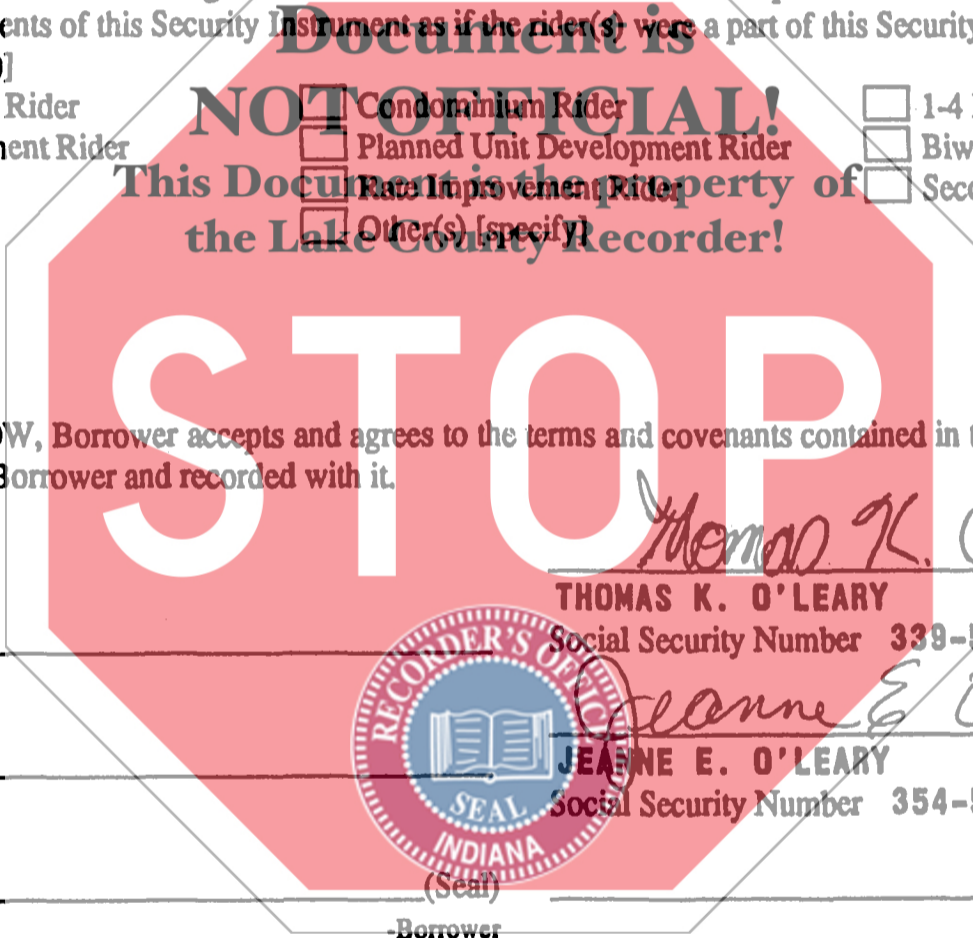 ents of this Security Instrument as if the rider(s) were a part of this Security
Document is
NOT OFFICIAL!
This Document is the property of
the Lake County Recorder!
Rider
Condominium Rider
1-4
ent Rider
Planned Unit Development Rider
Biw
Rate Improvement Rider
Seco
Other(s) [specify]
STOP
W, Borrower accepts and agrees to the terms and covenants contained in
Borrower and recorded with it.
Thomas K. O
THOMAS K. O'LEARY
Social Security Number 339-5
Jeanne E
JEANNE E. O'LEARY
Social Security Number 354-5
RECORDER'S OFFICE
SEAL
INDIANA
(Seal)
-Borrower